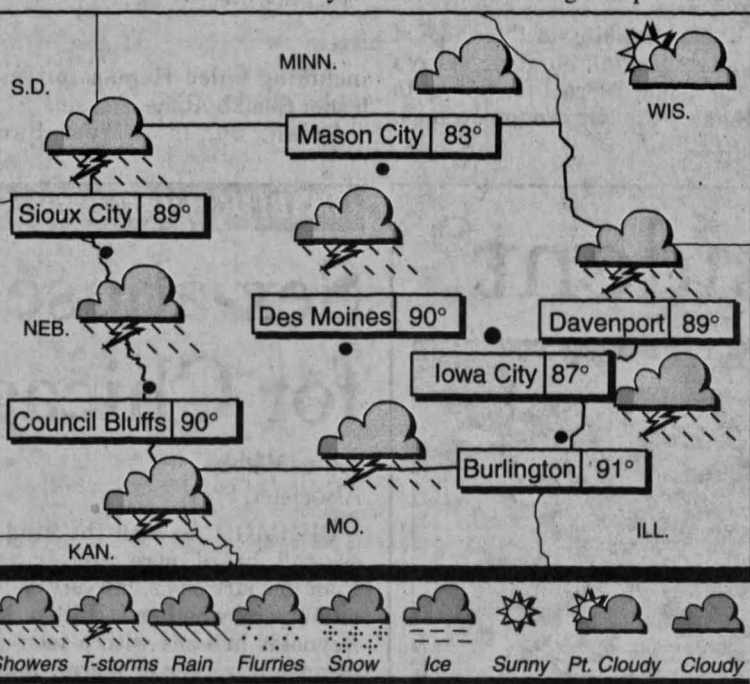 MINN.
S.D.
WIS.
Mason City 83°
Sioux City 89°
NEB.
Des Moines 90°
Davenport 89°
Iowa City 87°
Council Bluffs 90°
Burlington 91°
MO.
ILL.
KAN.
Showers T-storms Rain Flurries Snow Ice Sunny Pt. Cloudy Cloudy